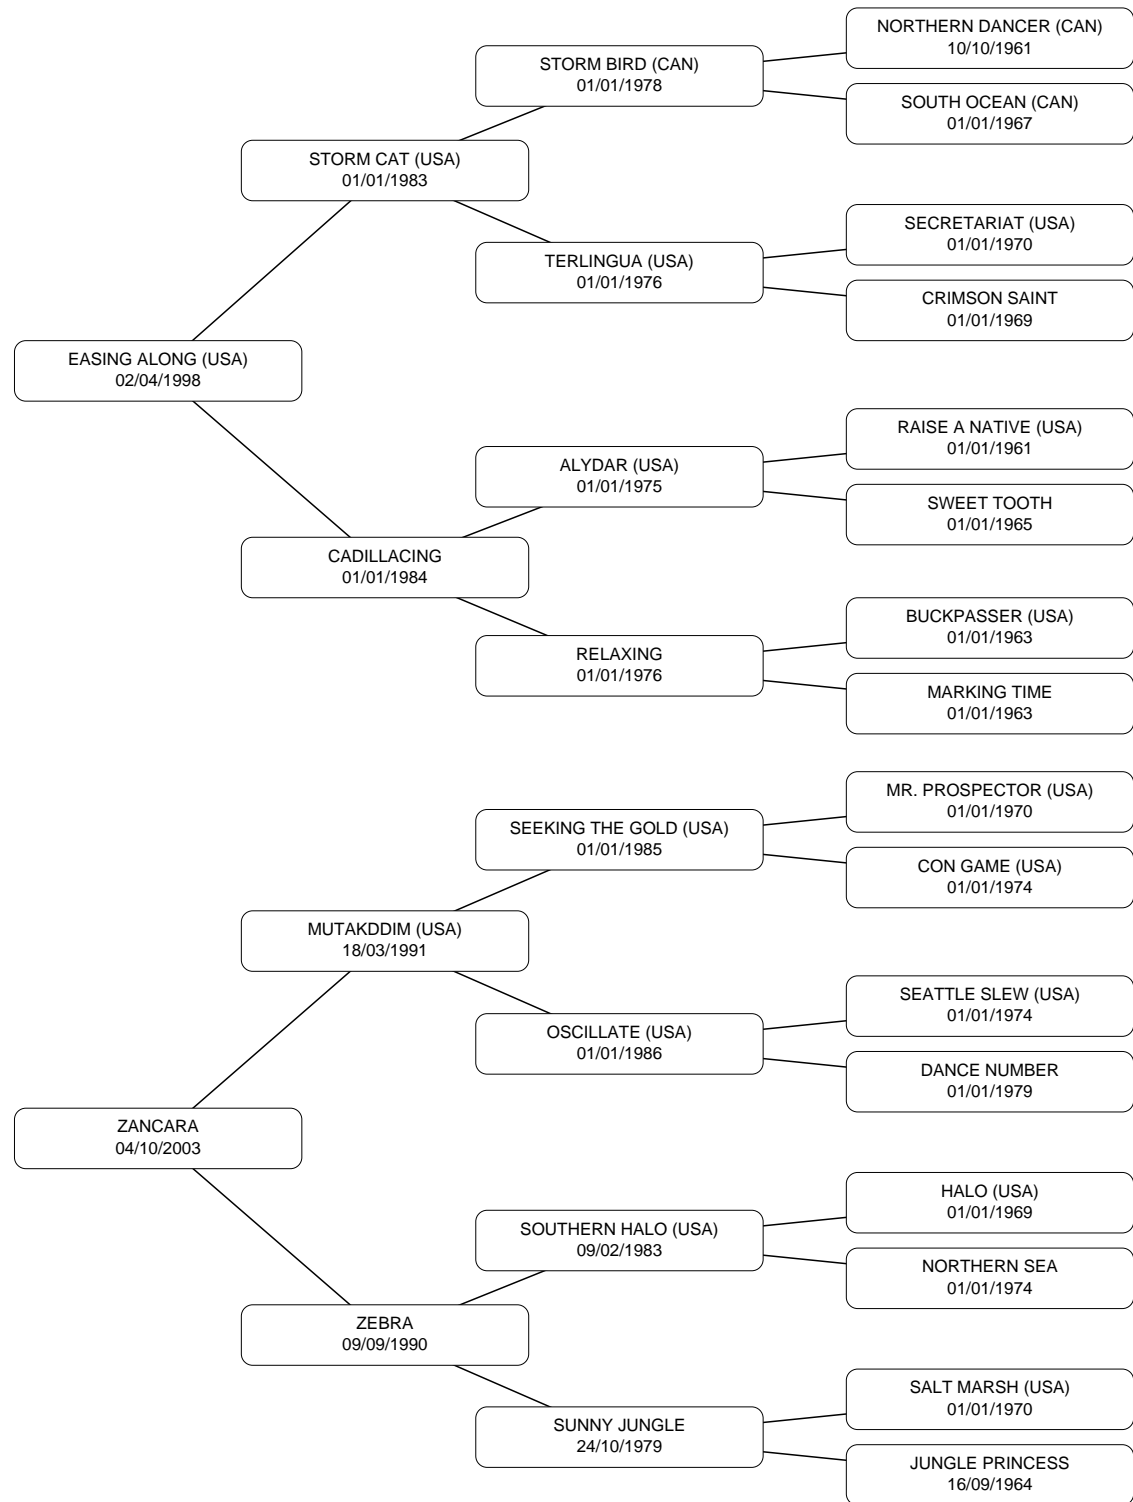 NORTHERN DANCER (CAN)
10/10/1961
STORM BIRD (CAN)
01/01/1978
SOUTH OCEAN (CAN)
01/01/1967
STORM CAT (USA)
01/01/1983
SECRETARIAT (USA)
01/01/1970
TERLINGUA (USA)
01/01/1976
CRIMSON SAINT
01/01/1969
EASING ALONG (USA)
02/04/1998
RAISE A NATIVE (USA)
01/01/1961
ALYDAR (USA)
01/01/1975
SWEET TOOTH
01/01/1965
CADILLACING
01/01/1984
BUCKPASSER (USA)
01/01/1963
RELAXING
01/01/1976
MARKING TIME
01/01/1963
MR. PROSPECTOR (USA)
01/01/1970
SEEKING THE GOLD (USA)
01/01/1985
CON GAME (USA)
01/01/1974
MUTAKDDIM (USA)
18/03/1991
SEATTLE SLEW (USA)
01/01/1974
OSCILLATE (USA)
01/01/1986
DANCE NUMBER
01/01/1979
ZANCARA
04/10/2003
HALO (USA)
01/01/1969
SOUTHERN HALO (USA)
09/02/1983
NORTHERN SEA
01/01/1974
ZEBRA
09/09/1990
SALT MARSH (USA)
01/01/1970
SUNNY JUNGLE
24/10/1979
JUNGLE PRINCESS
16/09/1964